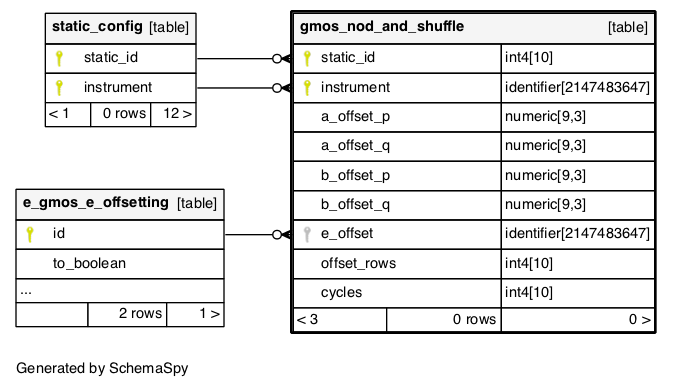 static_config [table]
static_id
instrument
< 1 0 rows 12 >
e_gmos_e_offsetting [table]
id
to_boolean
...
2 rows 1 >
gmos_nod_and_shuffle [table]
static_id int4[10]
instrument identifier[2147483647]
a_offset_p numeric[9,3]
a_offset_q numeric[9,3]
b_offset_p numeric[9,3]
b_offset_q numeric[9,3]
e_offset identifier[2147483647]
offset_rows int4[10]
cycles int4[10]
< 3 0 rows 0 >
Generated by SchemaSpy